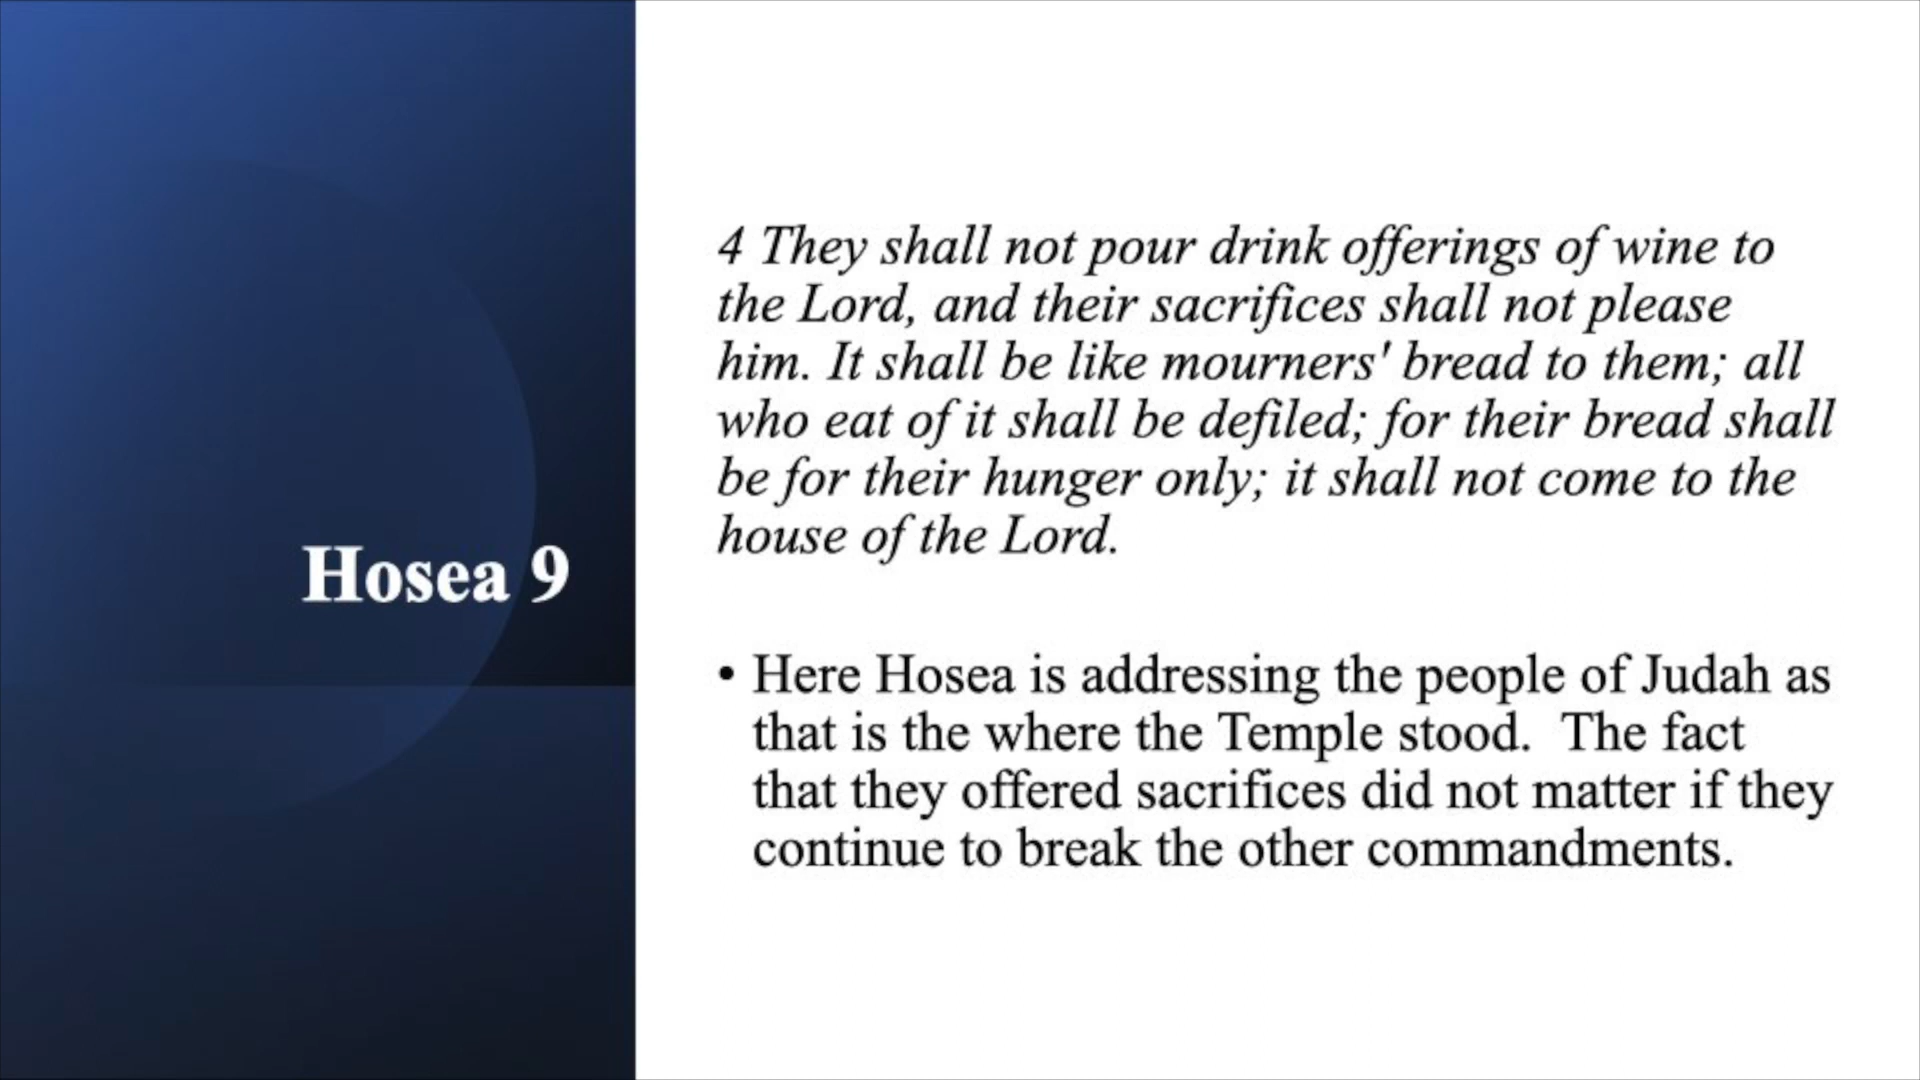 Hosea 9
4 They shall not pour drink offerings of wine to
the Lord, and their sacrifices shall not please
him. It shall be like mourners' bread to them; all
who eat of it shall be defiled; for their bread shall
be for their hunger only; it shall not come to the
house of the Lord.
• Here Hosea is addressing the people of Judah as
that is the where the Temple stood.  The fact
that they offered sacrifices did not matter if they
continue to break the other commandments.